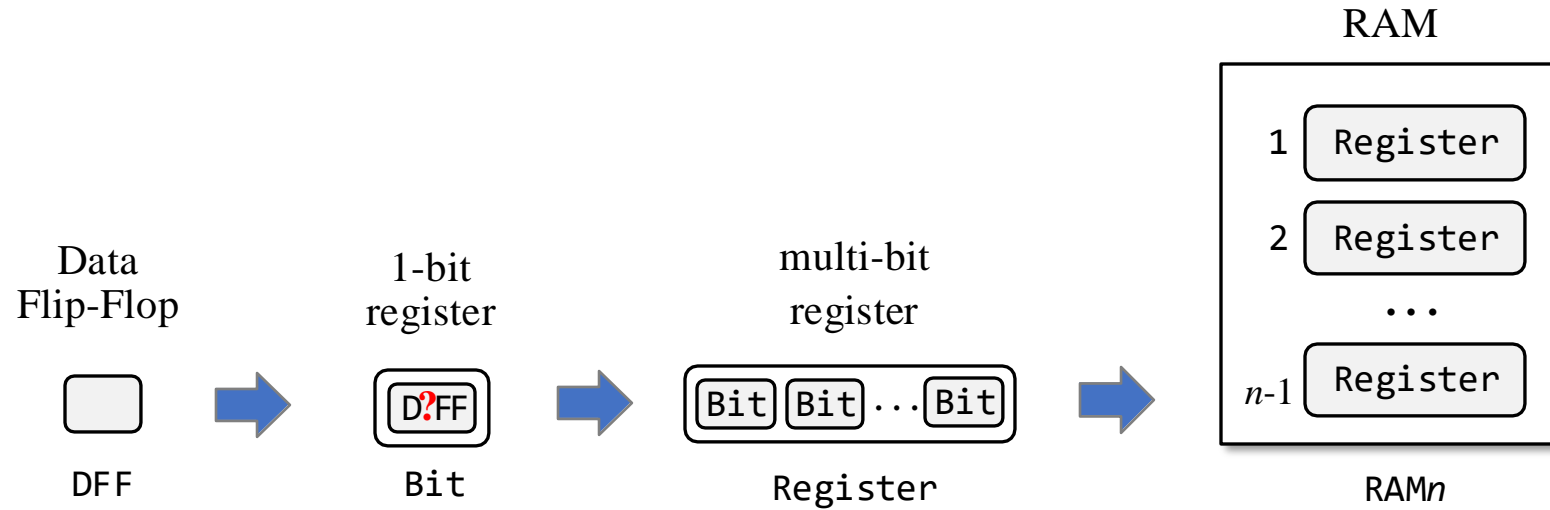 RAM
1 Register
2 Register
...
n-1 Register
RAMn
Data
Flip-Flop
DFF
1-bit
register
D?FF
Bit
multi-bit
register
Bit Bit ... Bit
Register